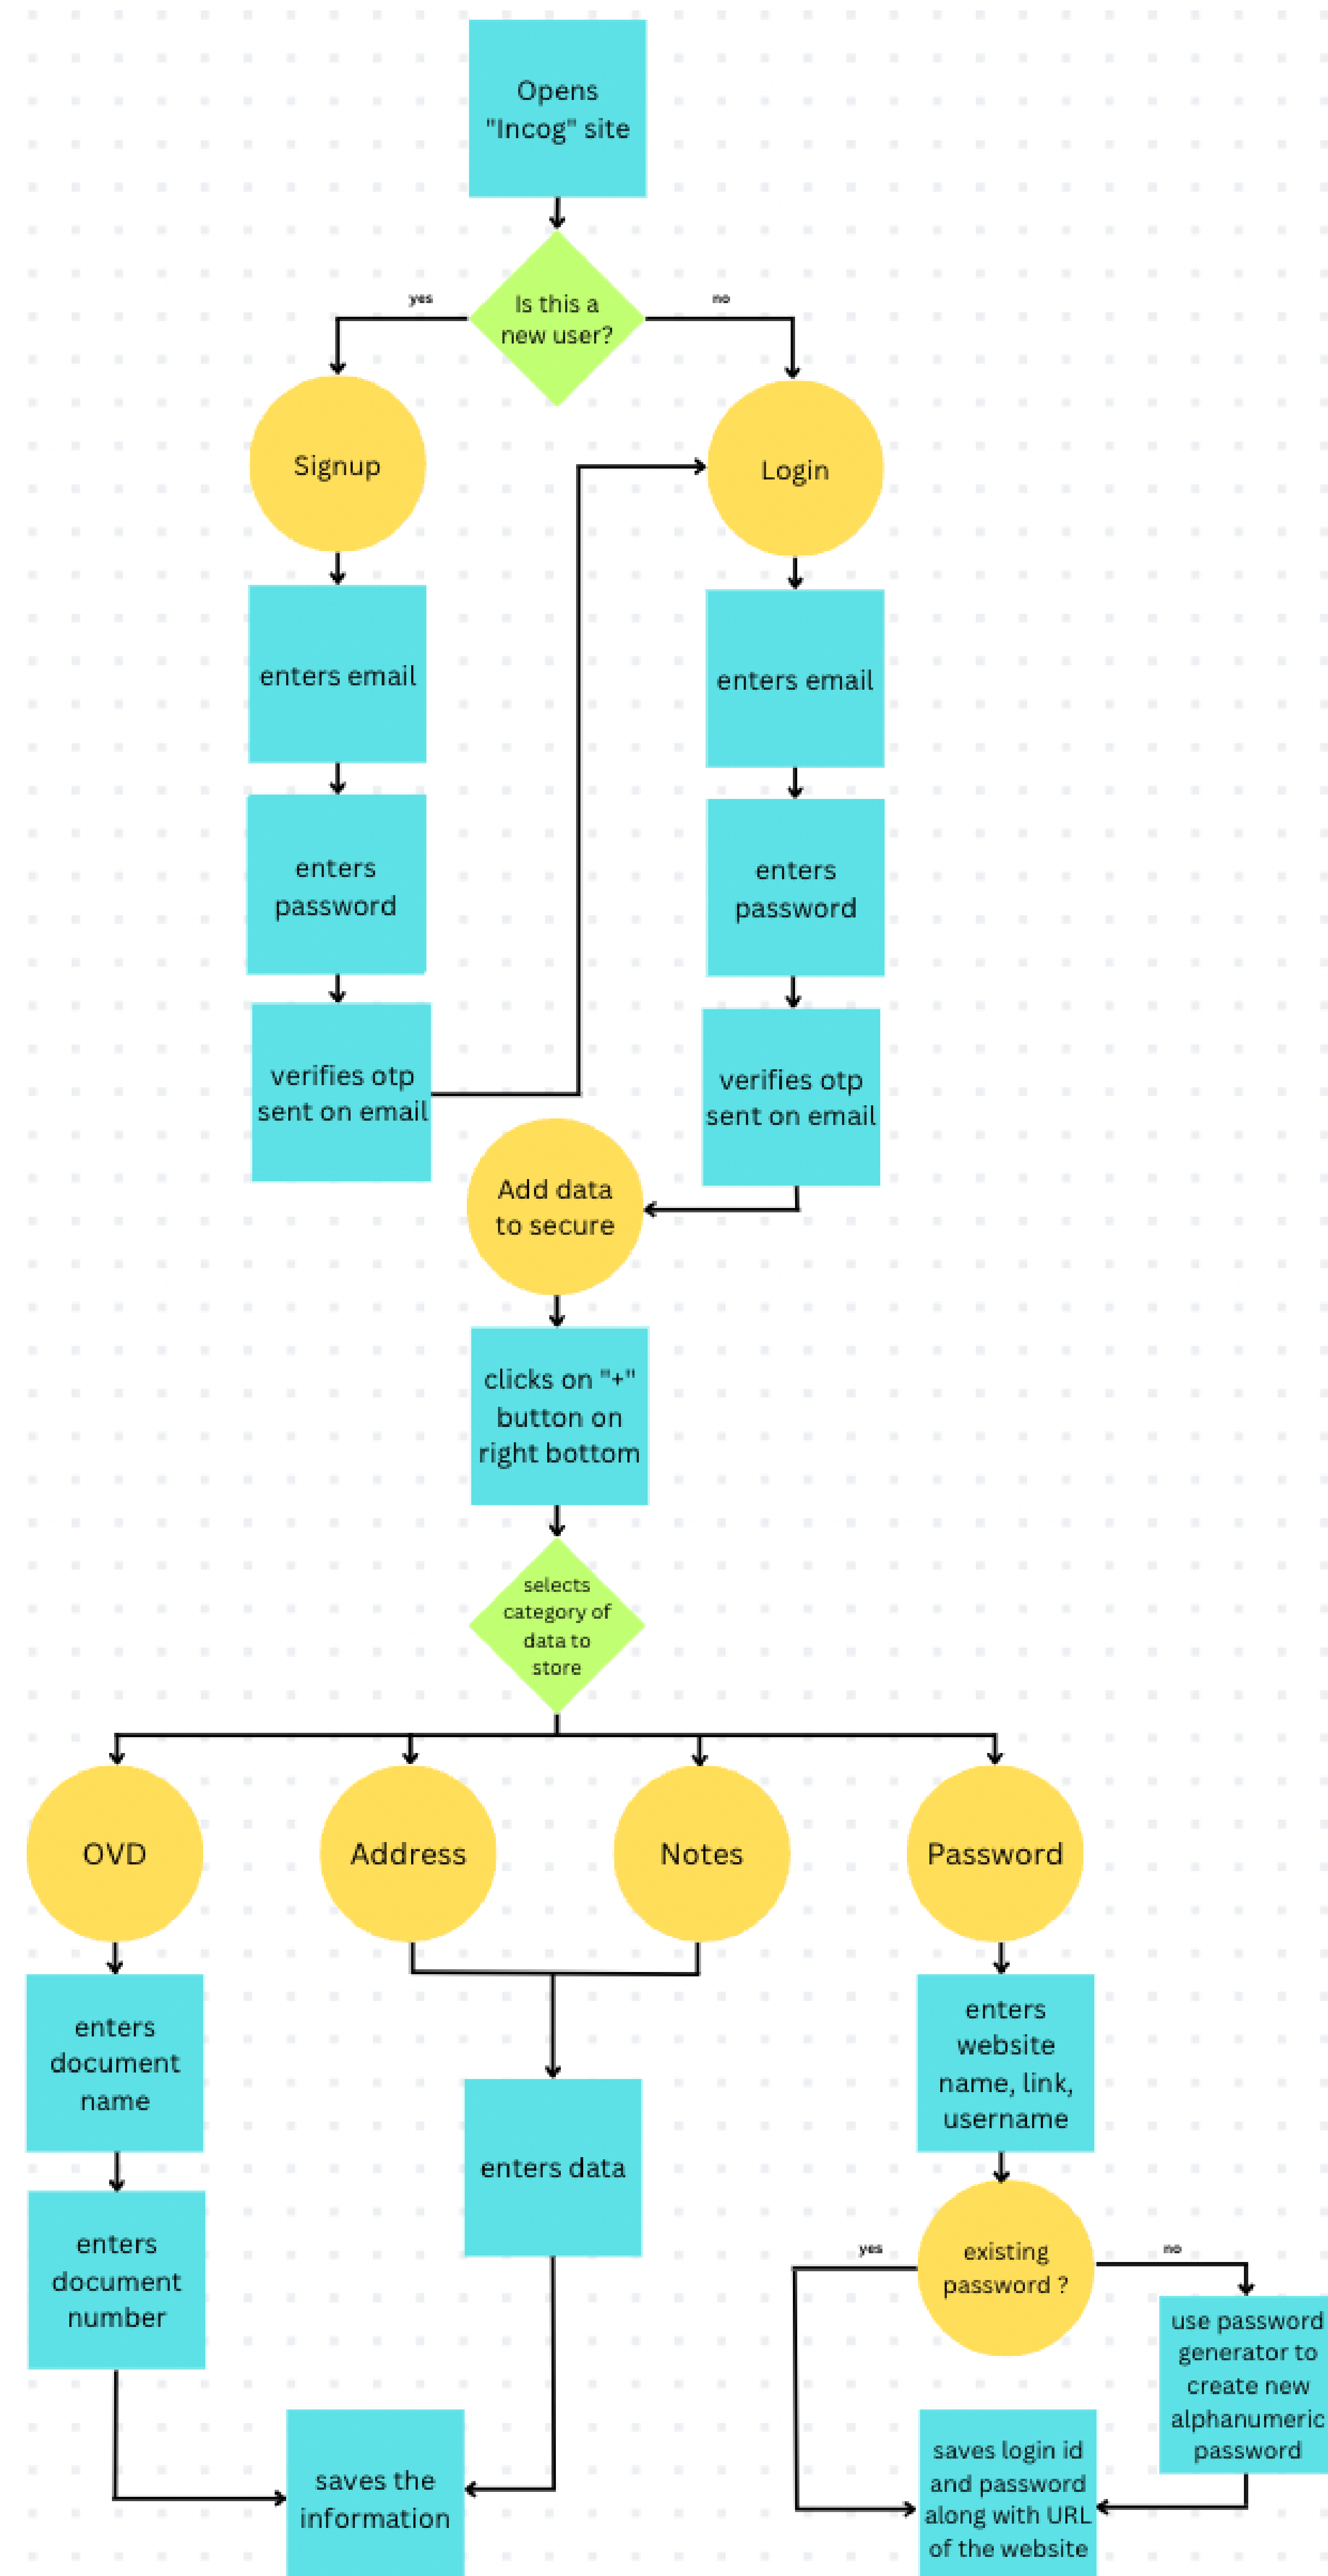 Opens
"Incog" site
Is this a
new user?
yes
no
Signup
Login
enters email
enters email
enters
password
enters
password
verifies otp
sent on email
verifies otp
sent on email
Add data
to secure
clicks on "+"
button on
right bottom
selects
category of
data to
store
OVD
Address
Notes
Password
enters
document
name
enters
website
name, link,
username
enters data
enters
document
number
existing
password ?
yes
no
use password
generator to
create new
alphanumeric
password
saves the
information
saves login id
and password
along with URL
of the website